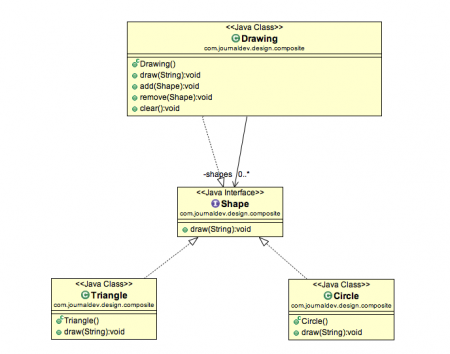 <<Java Class>>
Drawing
com.journaldev.design.composite
Drawing()
draw(String):void
add(Shape):void
remove(Shape):void
clear():void
-shapes 0..*
<<Java Interface>>
Shape
com.journaldev.design.composite
draw(String):void
<<Java Class>>
Triangle
com.journaldev.design.composite
Triangle()
draw(String):void
<<Java Class>>
Circle
com.journaldev.design.composite
Circle()
draw(String):void